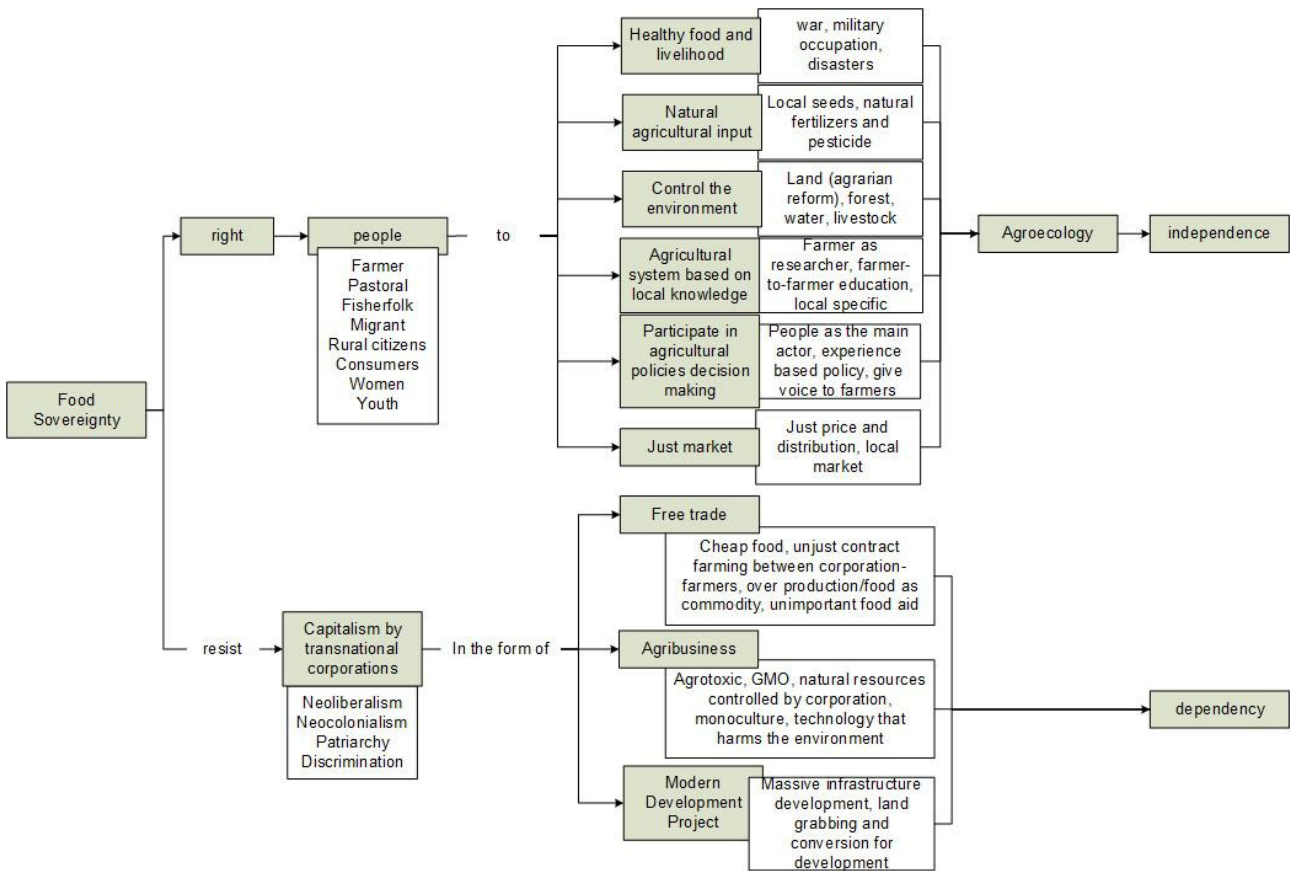 Healthy food and
livelihood
war, military
occupation,
disasters
Natural
agricultural input
Local seeds, natural
fertilizers and
pesticide
Control the
environment
Land (agrarian
reform), forest,
water, livestock
right
people
to
Farmer
Pastoral
Fisherfolk
Migrant
Rural citizens
Consumers
Women
Youth
Agricultural
system based on
local knowledge
Farmer as
researcher, farmer-
to-farmer education,
local specific
Agroecology
independence
Participate in
agricultural
policies decision
making
People as the main
actor, experience
based policy, give
voice to farmers
Food
Sovereignty
Just market
Just price and
distribution, local
market
Free trade
Cheap food, unjust contract
farming between corporation-
farmers, over production/food as
commodity, unimportant food aid
resist
Capitalism by
transnational
corporations
Neoliberalism
Neocolonialism
Patriarchy
Discrimination
In the form of
Agribusiness
Agrotoxic, GMO, natural resources
controlled by corporation,
monoculture, technology that
harms the environment
dependency
Modern
Development
Project
Massive infrastructure
development, land
grabbing and
conversion for
development